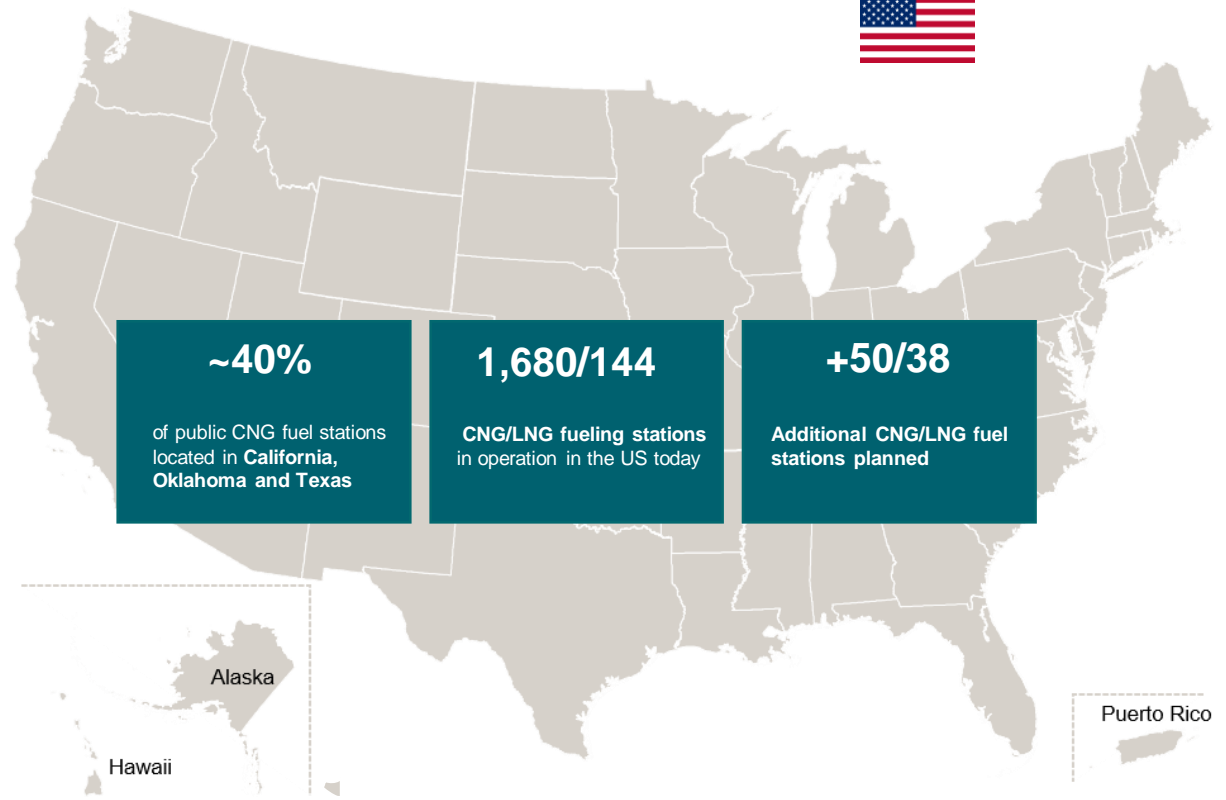 ~40%
of public CNG fuel stations
located in California,
Oklahoma and Texas
1,680/144
CNG/LNG fueling stations
in operation in the US today
+50/38
Additional CNG/LNG fuel
stations planned
Alaska
Hawaii
Puerto Rico